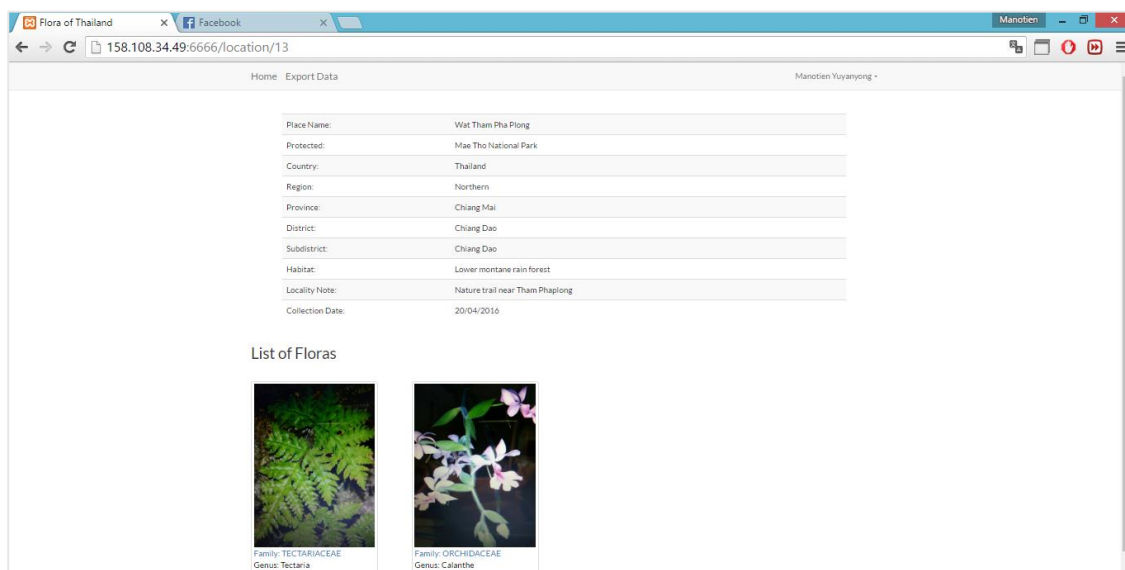 Flora of Thailand
Facebook
Manotien
158.108.34.49:6666/location/13
Home Export Data
Manotien Yuyanyong
Place Name: Wat Tham Pha Plong
Protected: Mae Tho National Park
Country: Thailand
Region: Northern
Province: Chiang Mai
District: Chiang Dao
Subdistrict: Chiang Dao
Habitat: Lower montane rain forest
Locality Note: Nature trail near Tham Phaplong
Collection Date: 20/04/2016
List of Floras
Family: TECTARIACEAE
Genus: Tectaria
Family: ORCHIDACEAE
Genus: Calanthe